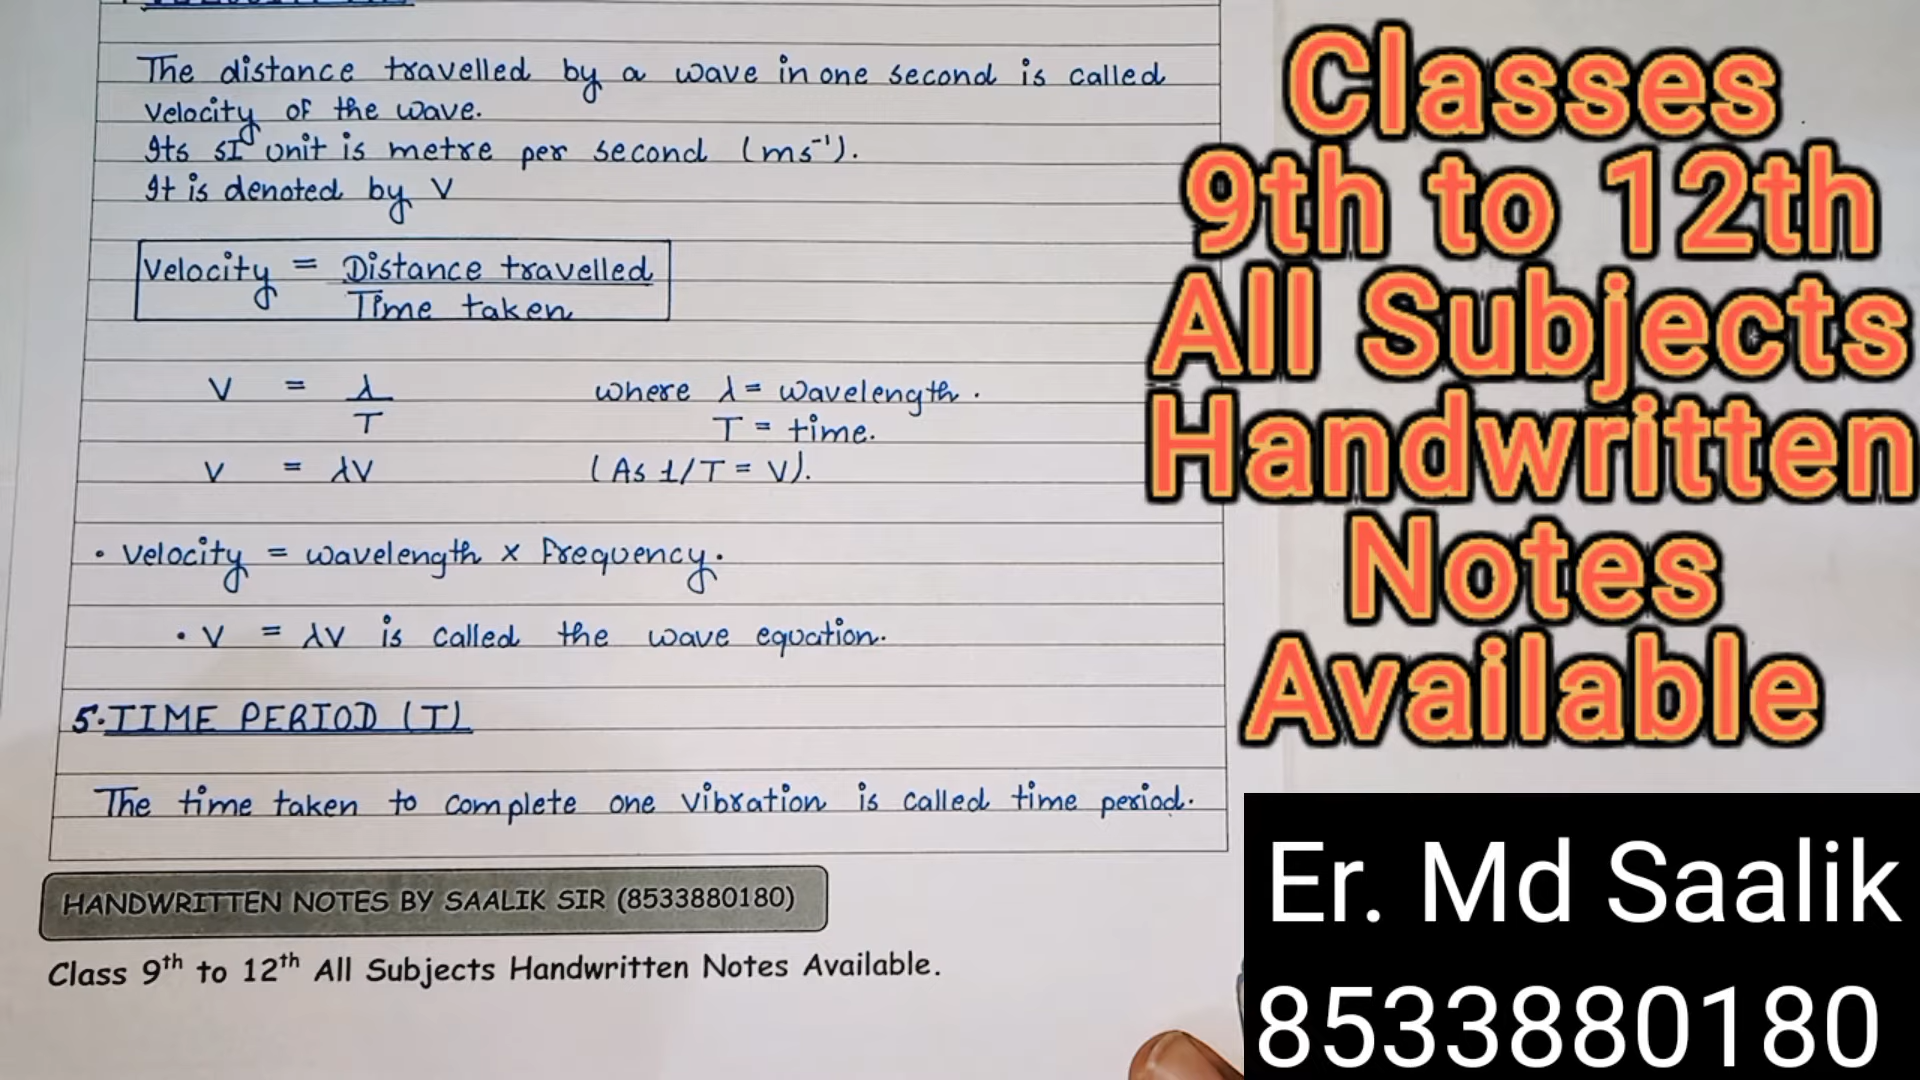 The distance travelled by a wave in one second is called
Velocity of the wave.
Its SI unit is metre per second (ms⁻¹).
It is denoted by V
Velocity = Distance travelled
Time taken
V = λ where λ = wavelength.
T T = time.
V = λV (As 1/T = V).
• Velocity = wavelength x Frequency.
• V = λV is called the wave equation.
5. TIME PERIOD (T)
The time taken to complete one vibration is called time period.
HANDWRITTEN NOTES BY SAALIK SIR (8533880180)
Class 9th to 12th All Subjects Handwritten Notes Available.
Classes
9th to 12th
All Subjects
Handwritten
Notes
Available
Er. Md Saalik
8533880180